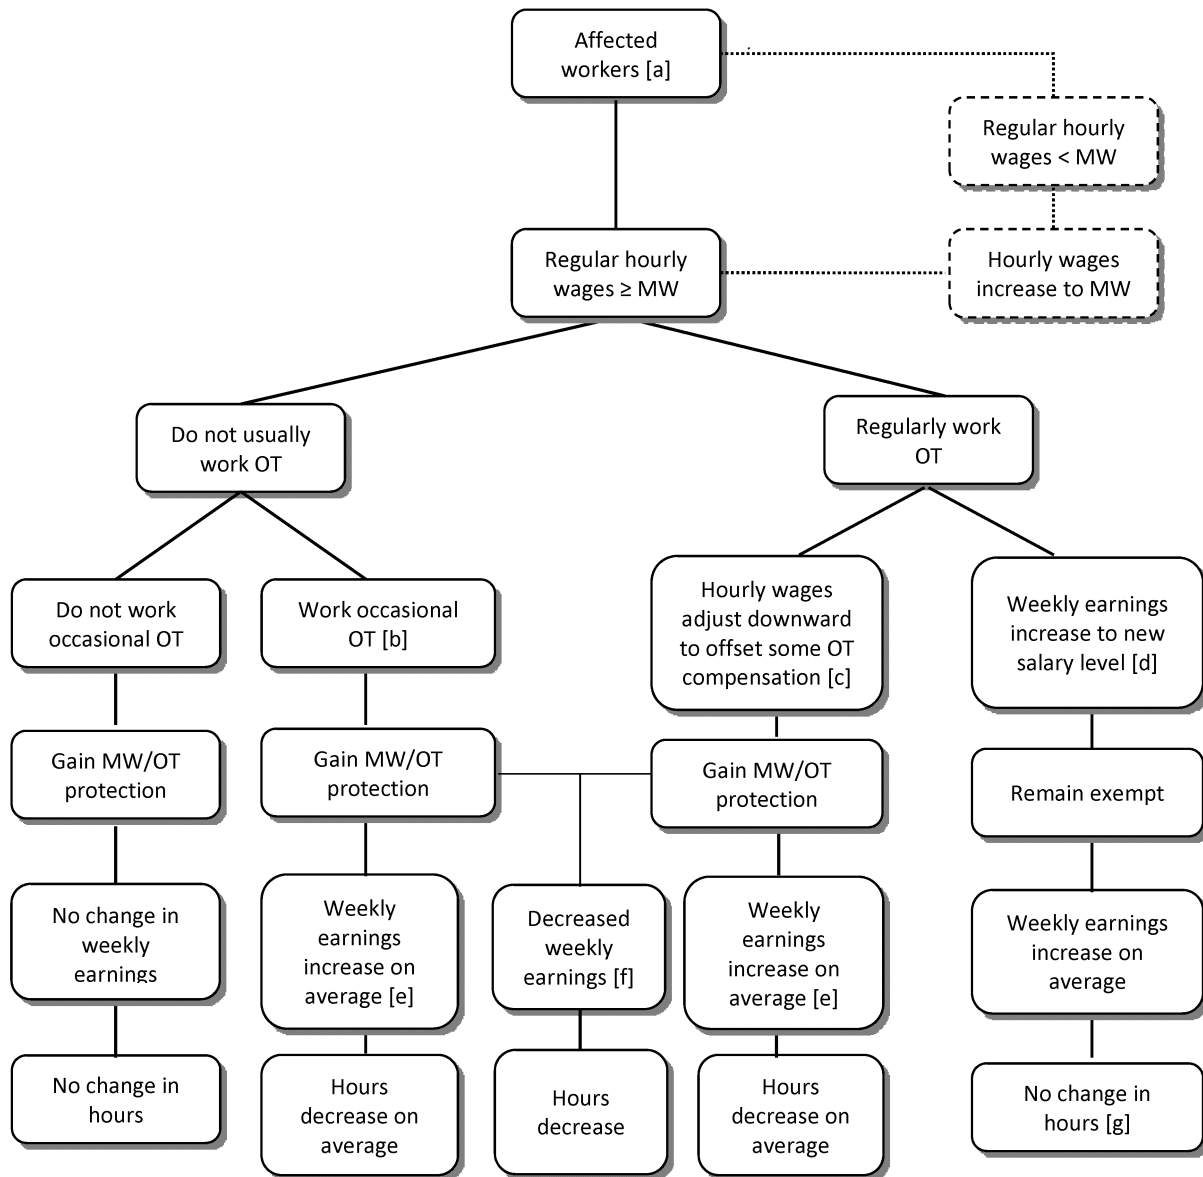 Affected
workers [a]
Regular hourly
wages < MW
Regular hourly
wages ≥ MW
Hourly wages
increase to MW
Do not usually
work OT
Regularly work
OT
Do not work
occasional OT
Work occasional
OT [b]
Hourly wages
adjust downward
to offset some OT
compensation [c]
Weekly earnings
increase to new
salary level [d]
Gain MW/OT
protection
Gain MW/OT
protection
Gain MW/OT
protection
Remain exempt
No change in
weekly
earnings
Weekly
earnings
increase on
average [e]
Decreased
weekly
earnings [f]
Weekly
earnings
increase on
average [e]
Weekly earnings
increase on
average
No change in
hours
Hours
decrease on
average
Hours
decrease
Hours
decrease on
average
No change in
hours [g]